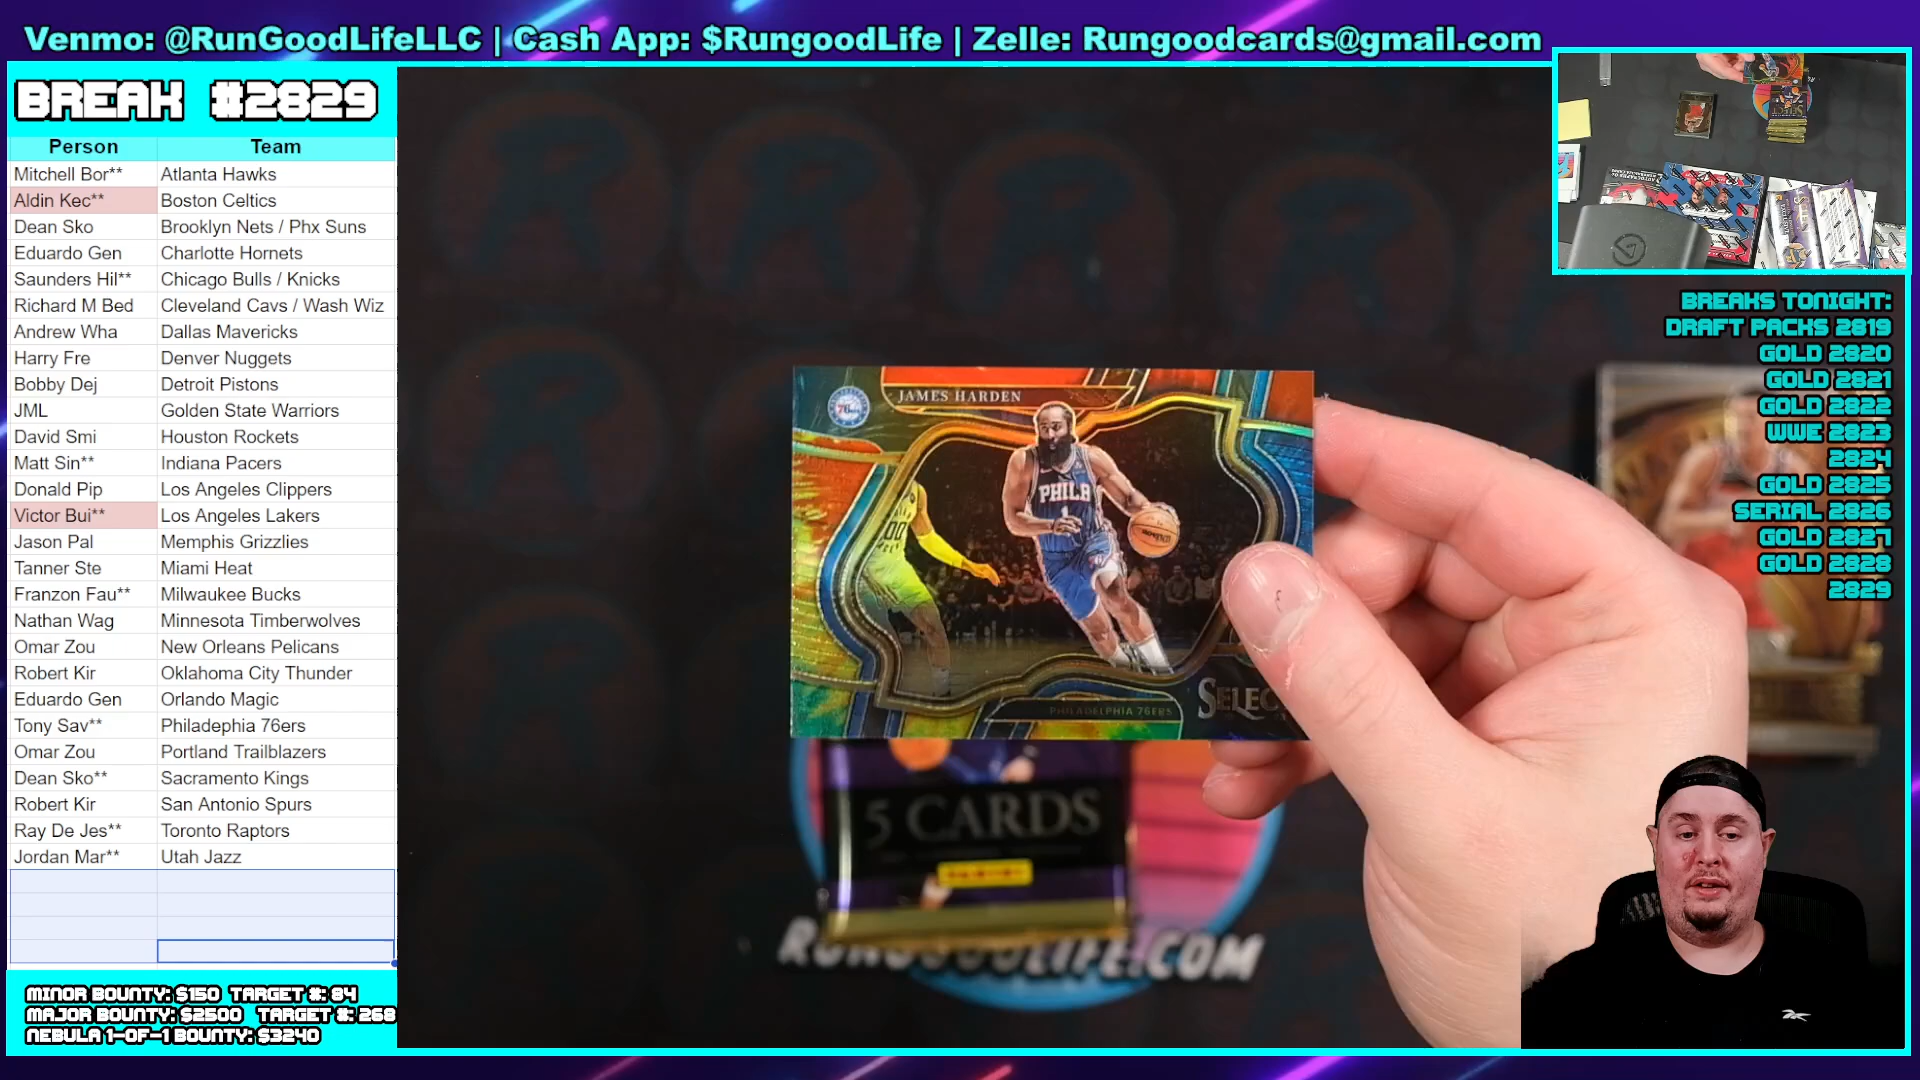 Venmo: @RunGoodLifeLLC | Cash App: $RungoodLife | Zelle: Rungoodcards@gmail.com
BREAK #2829
Person Team
Mitchell Bor** Atlanta Hawks
Aldin Kec** Boston Celtics
Dean Sko Brooklyn Nets / Phx Suns
Eduardo Gen Charlotte Hornets
Saunders Hil** Chicago Bulls / Knicks
Richard M Bed Cleveland Cavs / Wash Wiz
Andrew Wha Dallas Mavericks
Harry Fre Denver Nuggets
Bobby Dej Detroit Pistons
JML Golden State Warriors
David Smi Houston Rockets
Matt Sin** Indiana Pacers
Donald Pip Los Angeles Clippers
Victor Bui** Los Angeles Lakers
Jason Pal Memphis Grizzlies
Tanner Ste Miami Heat
Franzon Fau** Milwaukee Bucks
Nathan Wag Minnesota Timberwolves
Omar Zou New Orleans Pelicans
Robert Kir Oklahoma City Thunder
Eduardo Gen Orlando Magic
Tony Sav** Philadephia 76ers
Omar Zou Portland Trailblazers
Dean Sko** Sacramento Kings
Robert Kir San Antonio Spurs
Ray De Jes** Toronto Raptors
Jordan Mar** Utah Jazz
MINOR BOUNTY: $150 TARGET #: 84
MAJOR BOUNTY: $2500 TARGET #: 268
NEBULA 1-OF-1 BOUNTY: $3240
JAMES HARDEN
76ers
00
PHILA
1
Wilson
SELEC
PHILADELPHIA 76ERS
5 CARDS
PANINI
RUNGOODLIFE.COM
BREAKS TONIGHT:
DRAFT PACKS 2819
GOLD 2820
GOLD 2821
GOLD 2822
WWE 2823
2824
GOLD 2825
SERIAL 2826
GOLD 2827
GOLD 2828
2829